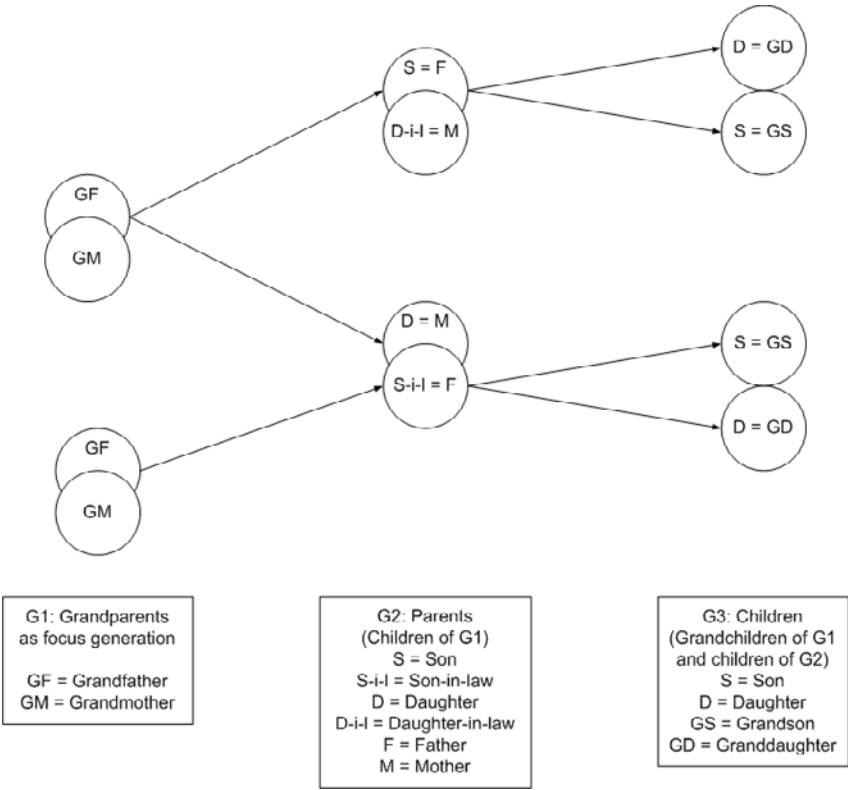 D = GD
S = F
D-i-l = M
S = GS
GF
GM
D = M
S = GS
S-i-l = F
D = GD
GF
GM
G1: Grandparents
as focus generation
GF = Grandfather
GM = Grandmother
G2: Parents
(Children of G1)
S = Son
S-i-l = Son-in-law
D = Daughter
D-i-l = Daughter-in-law
F = Father
M = Mother
G3: Children
(Grandchildren of G1
and children of G2)
S = Son
D = Daughter
GS = Grandson
GD = Granddaughter